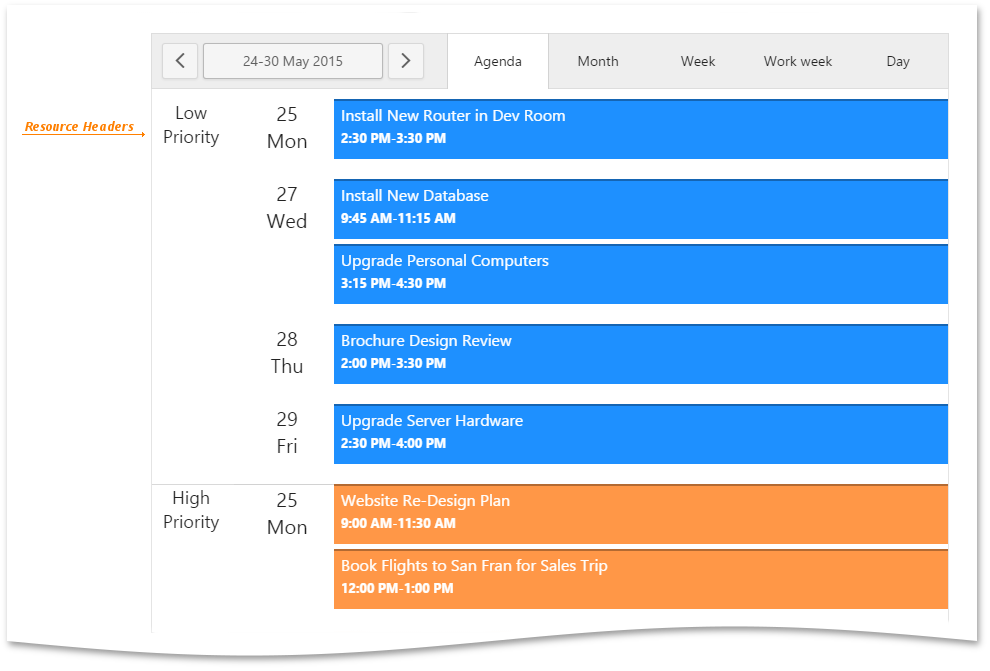 24-30 May 2015 Agenda Month Week Work week Day
Resource Headers
Low
Priority
25
Mon
Install New Router in Dev Room
2:30 PM-3:30 PM
27
Wed
Install New Database
9:45 AM-11:15 AM
Upgrade Personal Computers
3:15 PM-4:30 PM
28
Thu
Brochure Design Review
2:00 PM-3:30 PM
29
Fri
Upgrade Server Hardware
2:30 PM-4:00 PM
High
Priority
25
Mon
Website Re-Design Plan
9:00 AM-11:30 AM
Book Flights to San Fran for Sales Trip
12:00 PM-1:00 PM